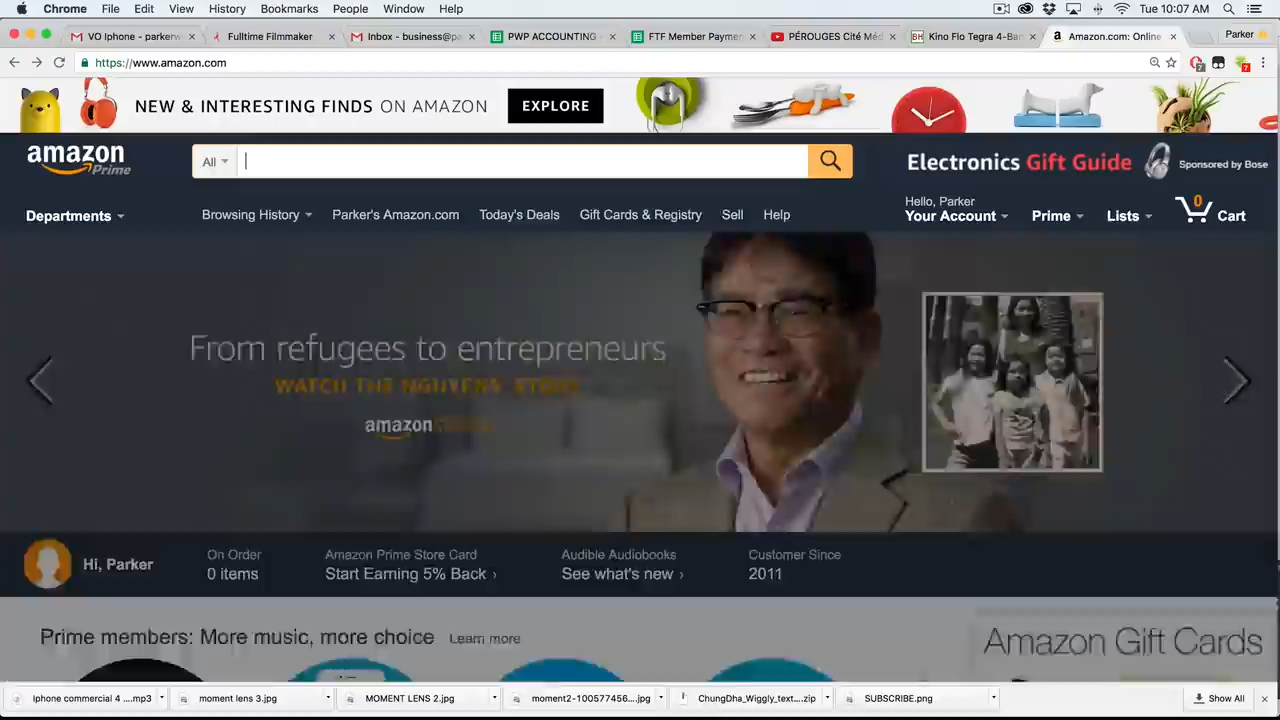 Chrome File Edit View History Bookmarks People Window Help Tue 10:07 AM
VO Iphone - parkerw Fulltime Filmmaker Inbox - business@pa PWP ACCOUNTING - FTF Member Paymen PÉROUGES Cité Méd Kino Flo Tegra 4-Ban Amazon.com: Online Parker
https://www.amazon.com
NEW & INTERESTING FINDS ON AMAZON EXPLORE
amazon Prime All Electronics Gift Guide Sponsored by Bose
Hello, Parker 0
Departments Browsing History Parker's Amazon.com Today's Deals Gift Cards & Registry Sell Help Your Account Prime Lists Cart
From refugees to entrepreneurs
WATCH THE NGUYENS' STORY
amazon
Hi, Parker
On Order Amazon Prime Store Card Audible Audiobooks Customer Since
0 items Start Earning 5% Back › See what's new › 2011
Prime members: More music, more choice Learn more Amazon Gift Cards
Iphone commercial 4 ....mp3 moment lens 3.jpg MOMENT LENS 2.jpg moment2-100577456....jpg ChungDha_Wiggly_text....zip SUBSCRIBE.png Show All